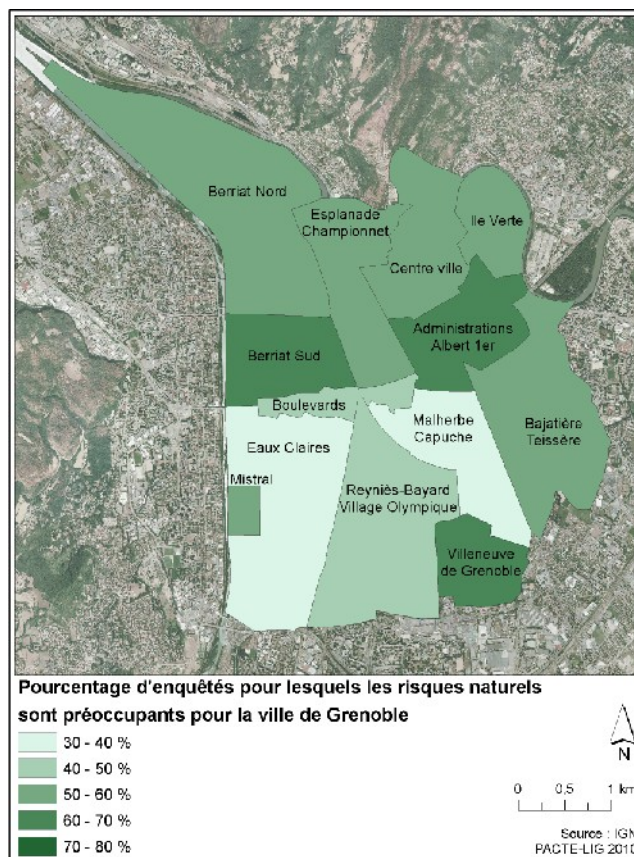 Berriat Nord
Esplanade
Championnet
Ile Verte
Centre ville
Administrations
Albert 1er
Berriat Sud
Boulevards
Malherbe
Capuche
Bajatière
Teissère
Eaux Claires
Mistral
Reyniès-Bayard
Village Olympique
Villeneuve
de Grenoble
Pourcentage d'enquêtés pour lesquels les risques naturels
sont préoccupants pour la ville de Grenoble
30 - 40 %
40 - 50 %
50 - 60 %
60 - 70 %
70 - 80 %
N
0 0,5 1 km
Source : IGN
PACTE-LIG 2010